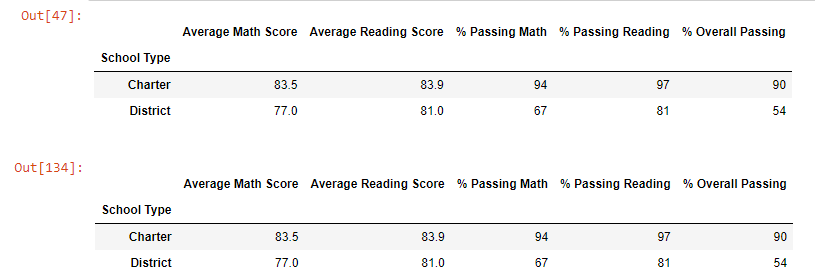 Out[47]:
Average Math Score Average Reading Score % Passing Math % Passing Reading % Overall Passing
School Type
Charter 83.5 83.9 94 97 90
District 77.0 81.0 67 81 54
Out[134]:
Average Math Score Average Reading Score % Passing Math % Passing Reading % Overall Passing
School Type
Charter 83.5 83.9 94 97 90
District 77.0 81.0 67 81 54